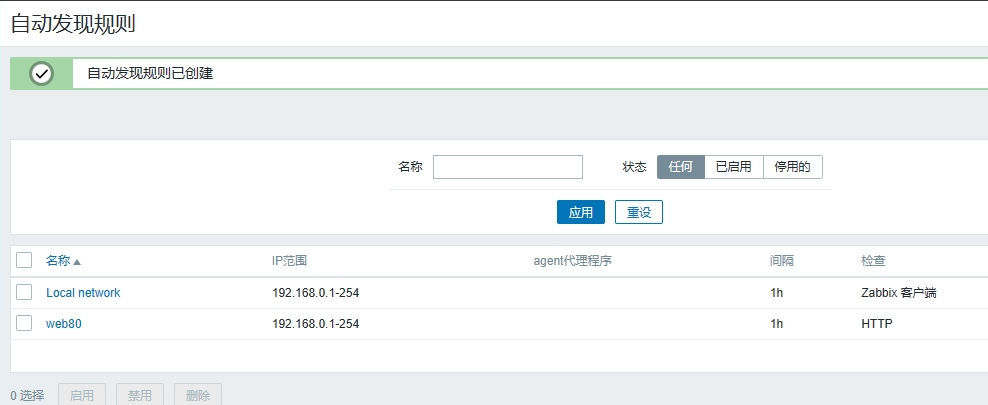 自动发现规则
自动发现规则已创建
名称 状态 任何 已启用 停用的
应用 重设
名称 IP范围 agent代理程序 间隔 检查
Local network 192.168.0.1-254 1h Zabbix 客户端
web80 192.168.0.1-254 1h HTTP
0 选择 启用 禁用 删除